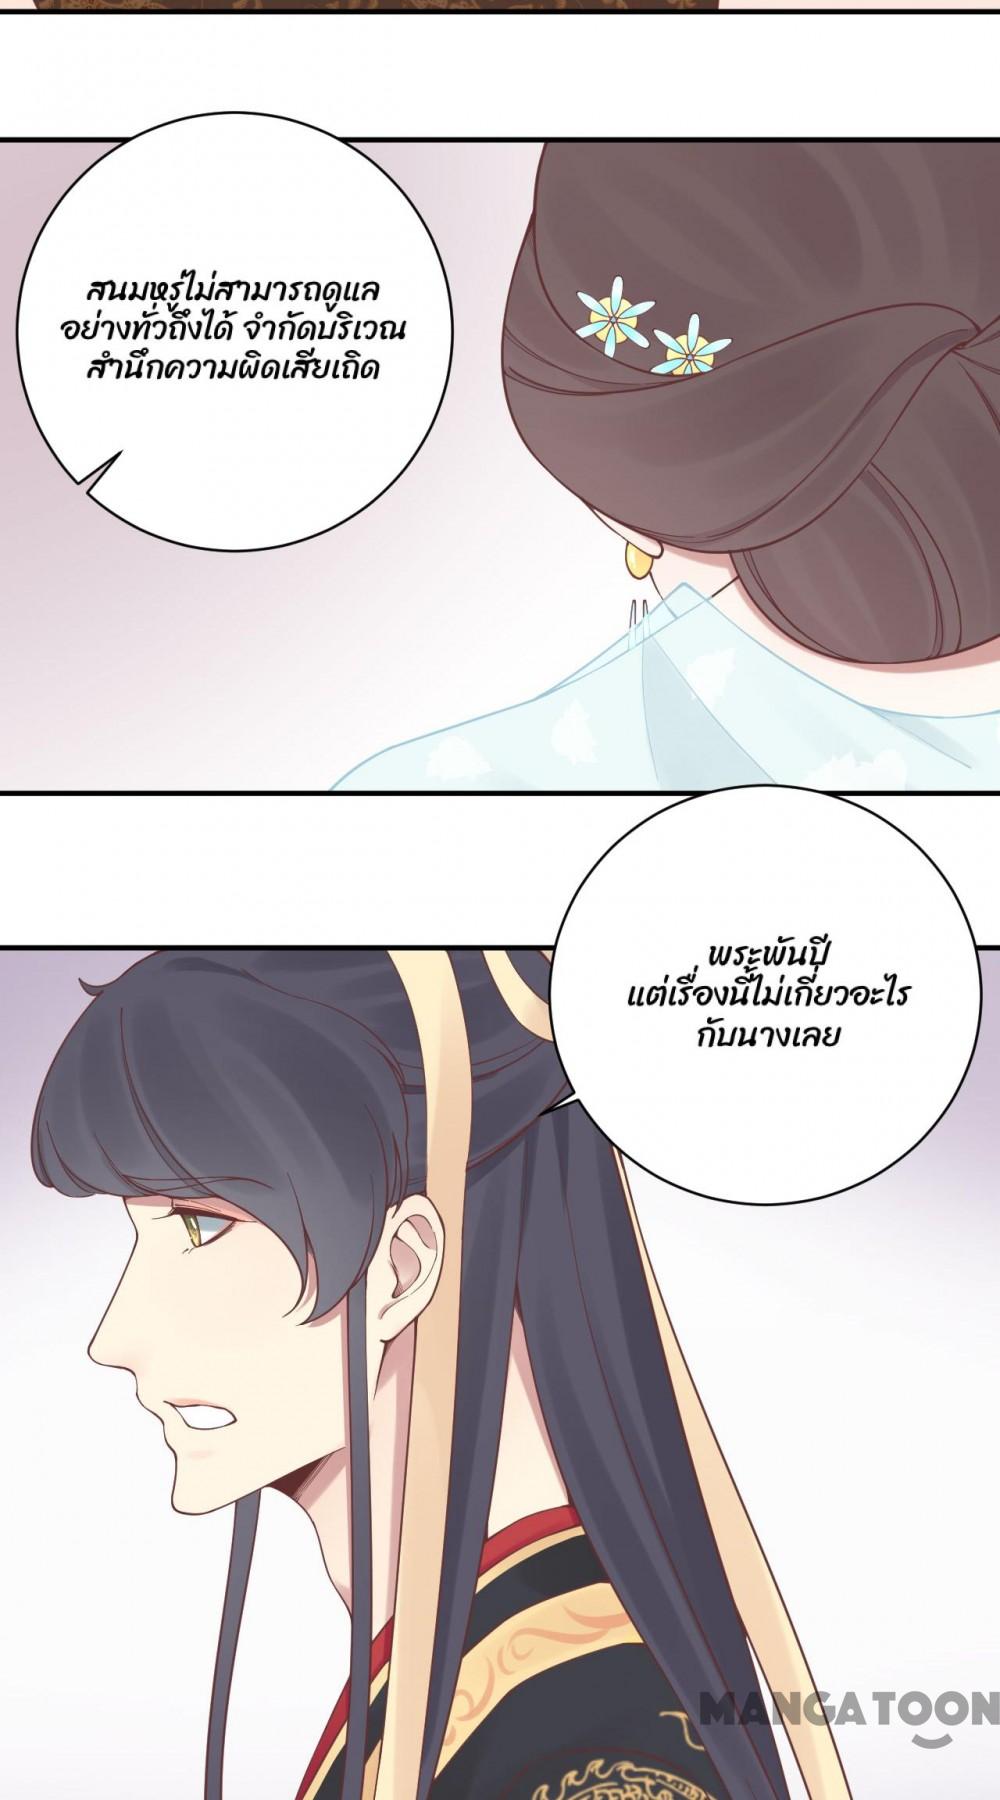 สนมหรูไม่สามารถดูแล
อย่างทั่วถึงได้ จำกัดบริเวณ
สำนึกความผิดเสียเถิด
พระพันปี
แต่เรื่องนี้ไม่เกี่ยวอะไร
กับนางเลย
MANGATOON